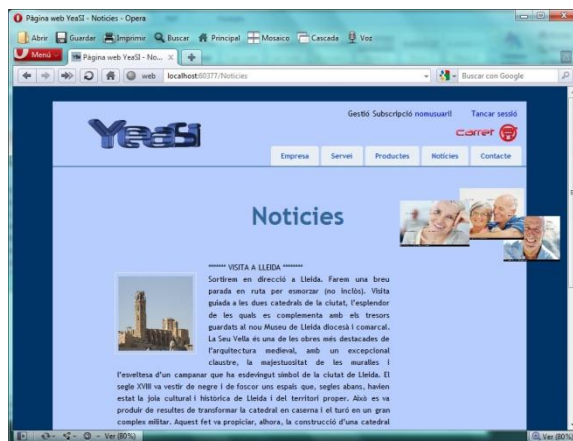 Página web YeaSI - Noticies - Opera
Abrir Guardar Imprimir Buscar Principal Mosaico Cascada Voz
Menú Página web YeaSI - No...
web localhost:60377/Noticies Buscar con Google
Gestió Subscripció nomusuari! Tancar sessió
YeaSI
carret
Empresa Servei Productes Notícies Contacte
Noticies
******* VISITA A LLEIDA ********
Sortirem en direcció a Lleida. Farem una breu
parada en ruta per esmorzar (no inclòs). Visita
guiada a les dues catedrals de la ciutat, l'esplendor
de les quals es complementa amb els tresors
guardats al nou Museu de Lleida diocesà i comarcal.
La Seu Vella és una de les obres més destacades de
l'arquitectura medieval, amb un excepcional
claustre, la majestuositat de les muralles i
l'esveltesa d'un campanar que ha esdevingut símbol de la ciutat de Lleida. El
segle XVIII va vestir de negre i de foscor uns espais que, segles abans, havien
estat la joia cultural i històrica de Lleida i del territori proper. Això es va
produir de resultes de transformar la catedral en caserna i el turó en un gran
complex militar. Aquest fet va propiciar, alhora, la construcció d'una catedral
Ver (80%) Ver (80%)